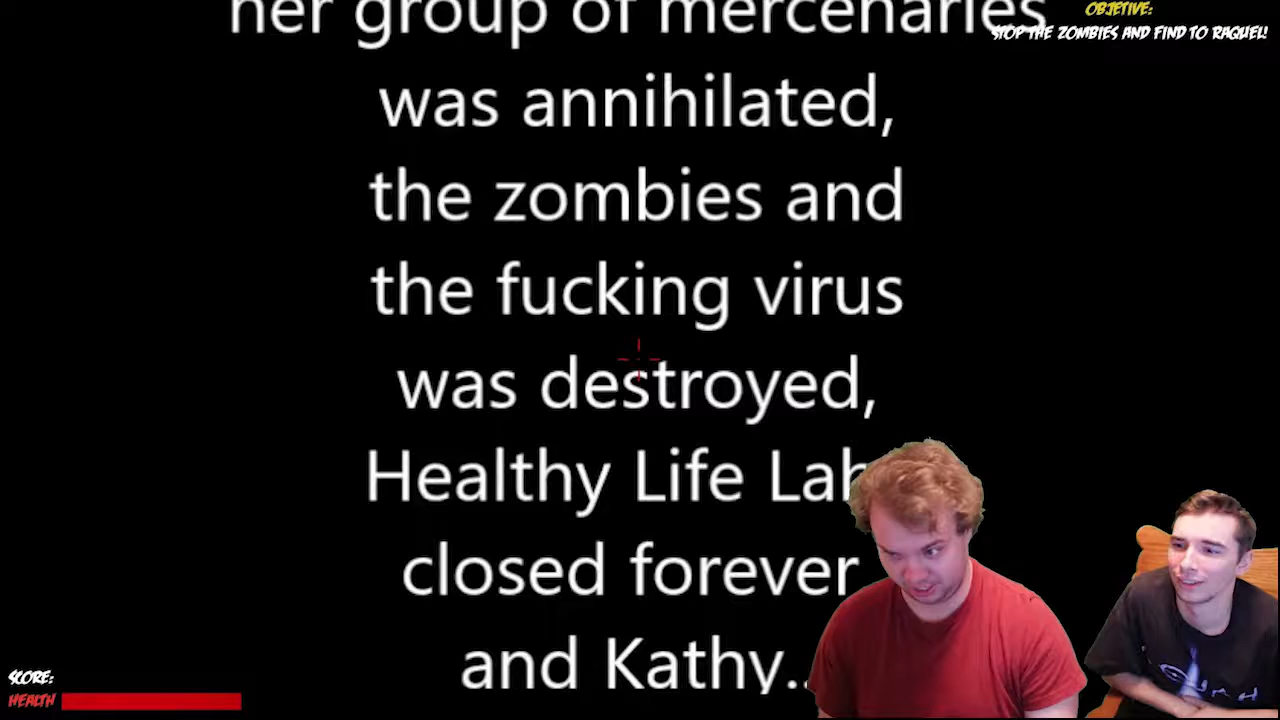 her group of mercenaries
OBJETIVE:
STOP THE ZOMBIES AND FIND TO RAQUEL!
was annihilated,
the zombies and
the fucking virus
was destroyed,
Healthy Life Lab
closed forever
and Kathy..
SCORE:
HEALTH